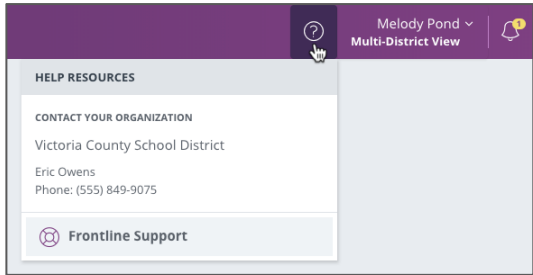 ?
Melody Pond
Multi-District View
1
HELP RESOURCES
CONTACT YOUR ORGANIZATION
Victoria County School District
Eric Owens
Phone: (555) 849-9075
Frontline Support